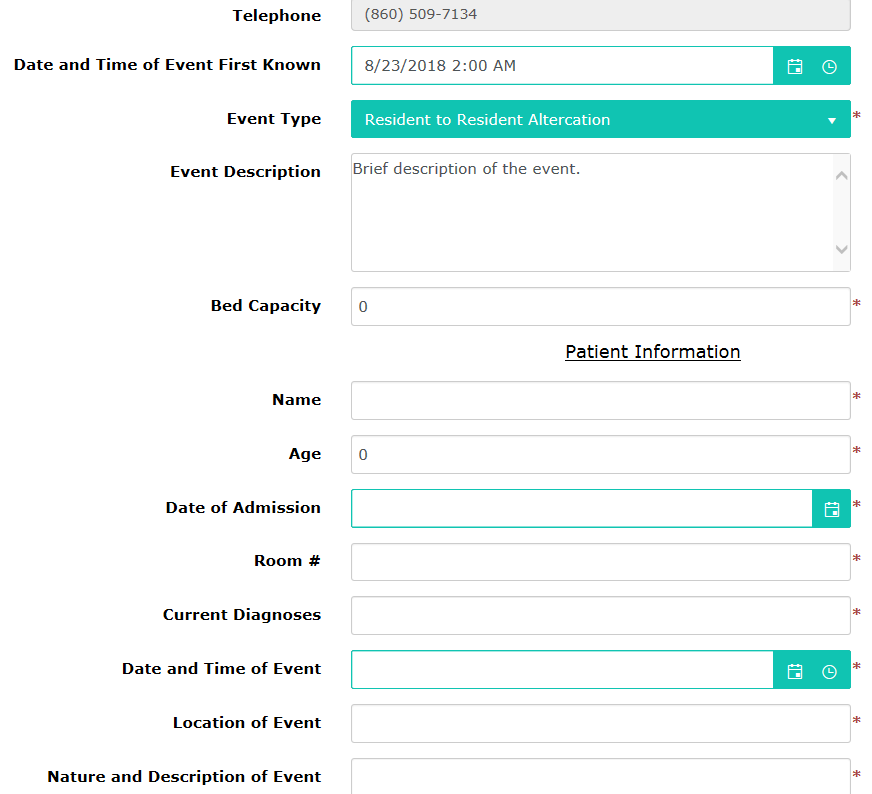 Telephone (860) 509-7134
Date and Time of Event First Known 8/23/2018 2:00 AM
Event Type Resident to Resident Altercation *
Event Description Brief description of the event.
Bed Capacity 0 *
Patient Information
Name *
Age 0 *
Date of Admission *
Room # *
Current Diagnoses *
Date and Time of Event *
Location of Event *
Nature and Description of Event *